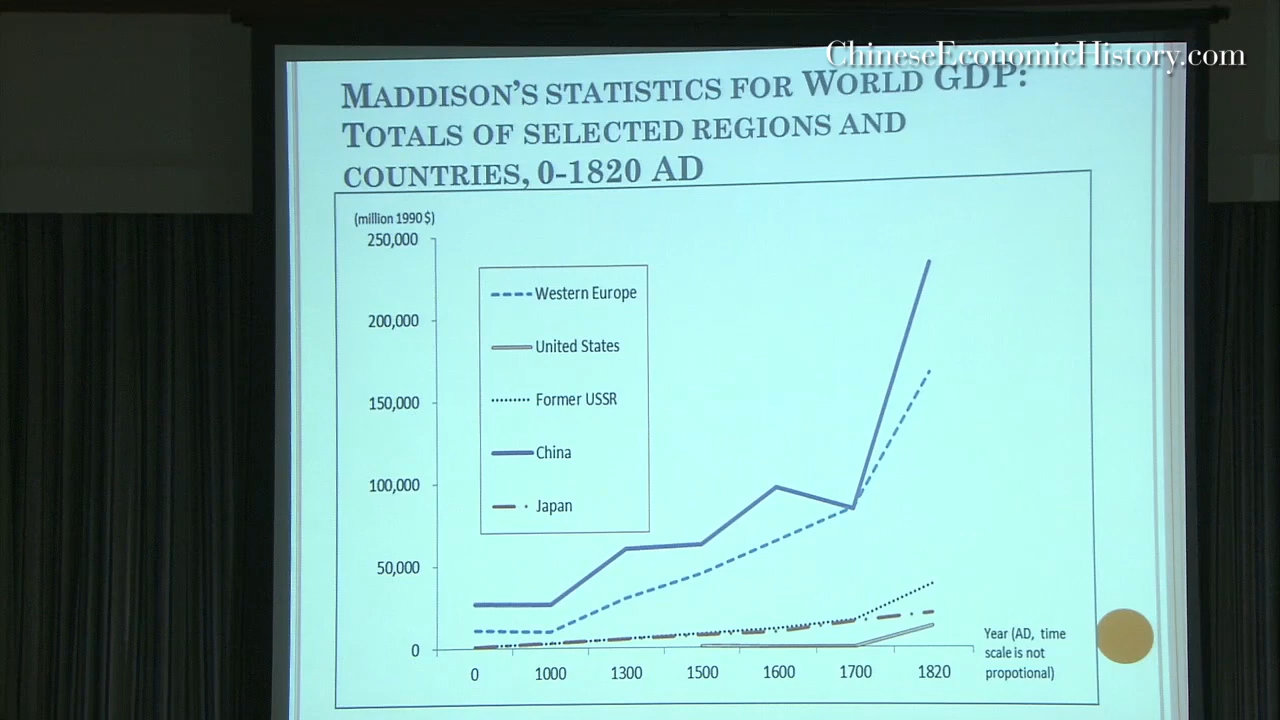 ChineseEconomicHistory.com
MADDISON'S STATISTICS FOR WORLD GDP:
TOTALS OF SELECTED REGIONS AND
COUNTRIES, 0-1820 AD
(million 1990 $)
250,000
200,000
150,000
100,000
50,000
0
Western Europe
United States
Former USSR
China
Japan
0 1000 1300 1500 1600 1700 1820
Year (AD, time
scale is not
propotional)